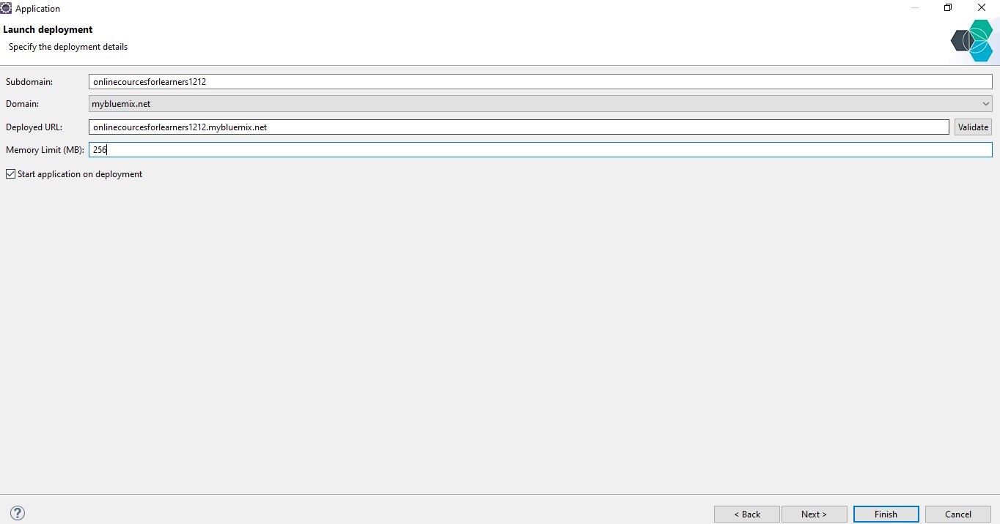 Application
Launch deployment
Specify the deployment details
Subdomain: onlinecourcesforlearners1212
Domain: mybluemix.net
Deployed URL: onlinecourcesforlearners1212.mybluemix.net Validate
Memory Limit (MB): 256
Start application on deployment
? < Back Next > Finish Cancel